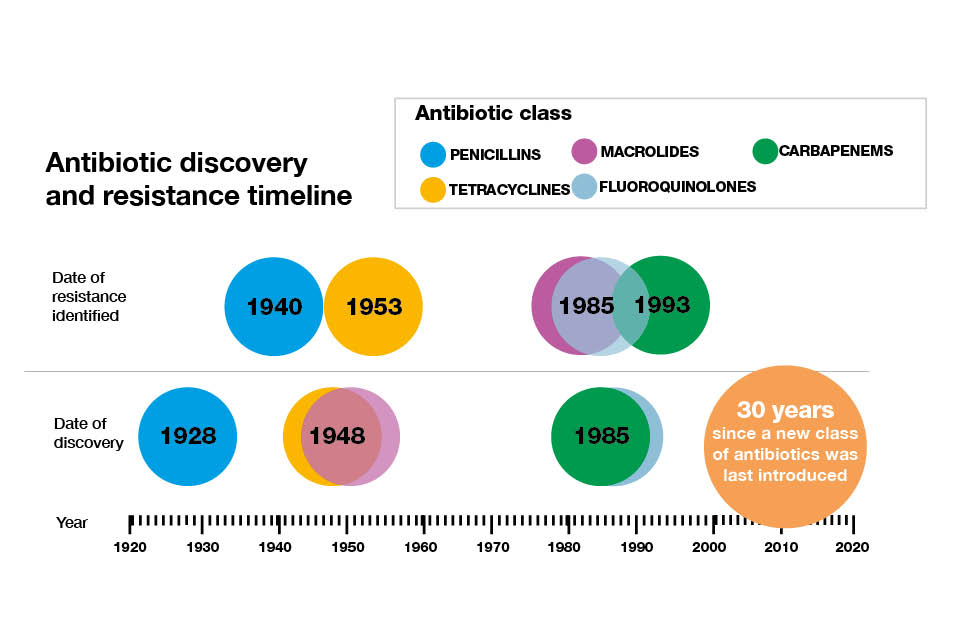 Antibiotic class
PENICILLINS
MACROLIDES
CARBAPENEMS
TETRACYCLINES
FLUOROQUINOLONES
Antibiotic discovery
and resistance timeline
Date of
resistance
identified
1940
1953
1985
1993
Date of
discovery
1928
1948
1985
30 years
since a new class
of antibiotics was
last introduced
Year
1920 1930 1940 1950 1960 1970 1980 1990 2000 2010 2020